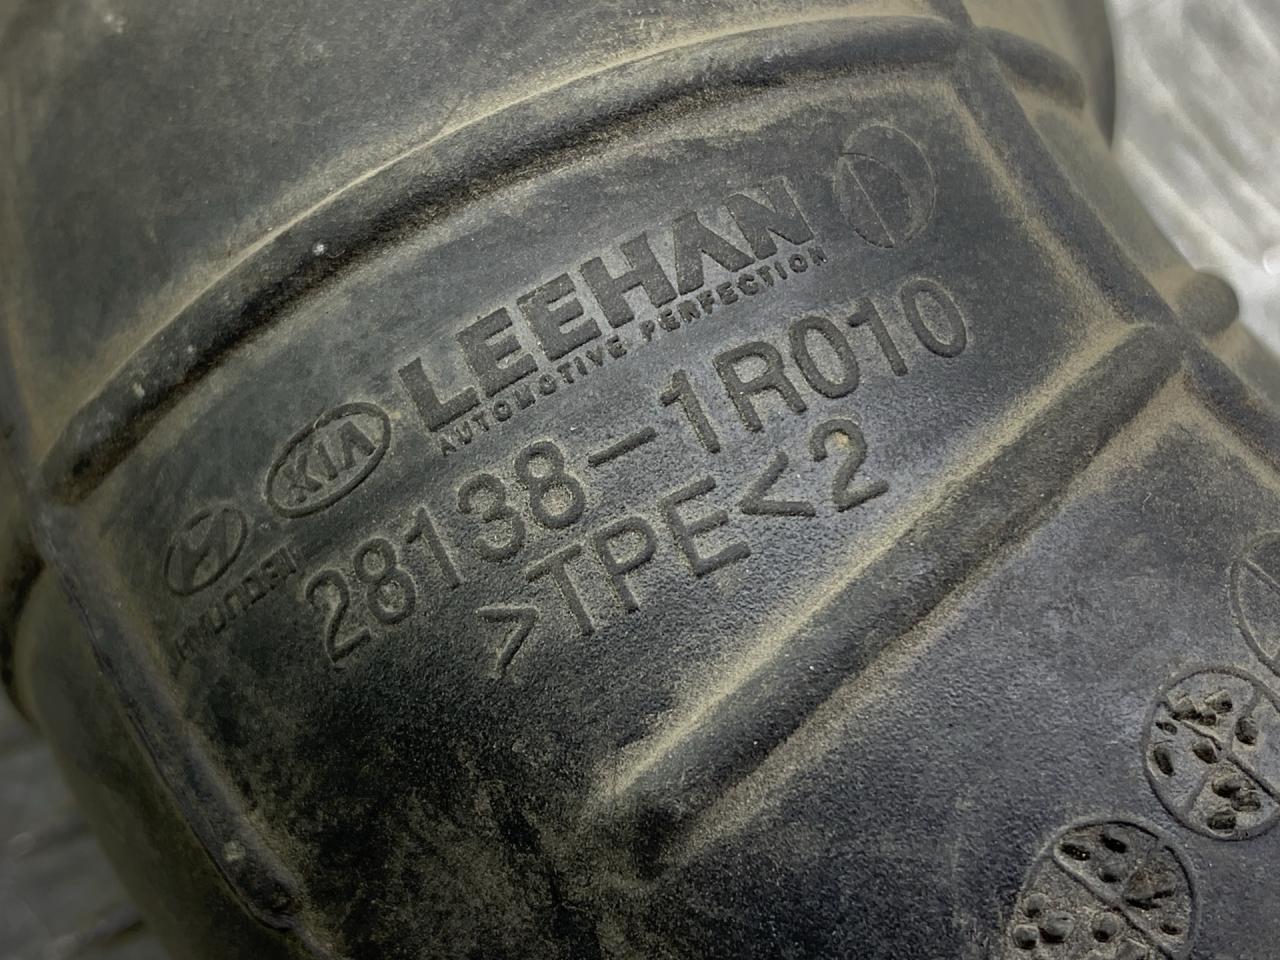 LEEHAN
AUTOMOTIVE PERFECTION
KIA
HYUNDAI
28138-1R010
>TPE<2